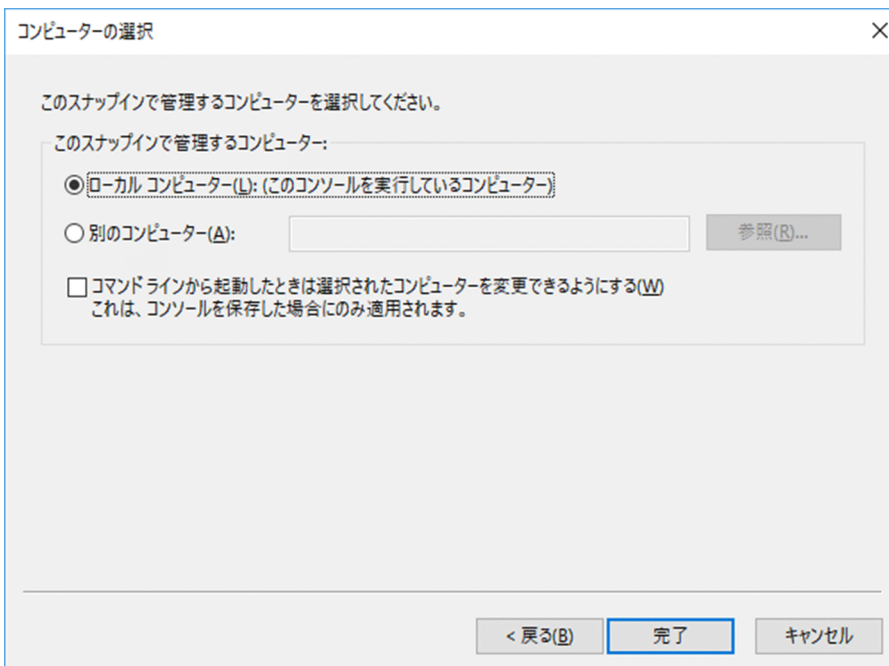 コンピューターの選択
このスナップインで管理するコンピューターを選択してください。
このスナップインで管理するコンピューター:
ローカル コンピューター(L): (このコンソールを実行しているコンピューター)
別のコンピューター(A):
参照(R)...
コマンド ラインから起動したときは選択されたコンピューターを変更できるようにする(W)
これは、コンソールを保存した場合にのみ適用されます。
< 戻る(B)
完了
キャンセル